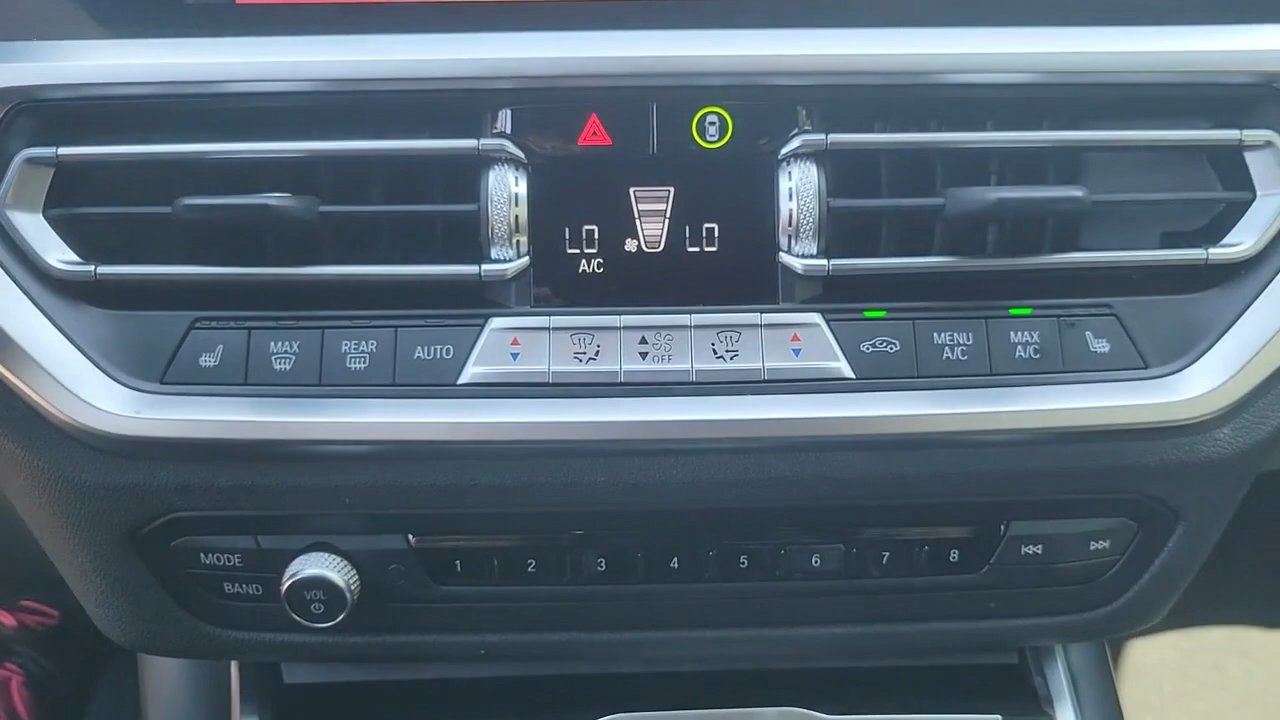 LO LO
A/C
MAX
REAR
AUTO
OFF
MENU
A/C
MAX
A/C
MODE
BAND
VOL
1 2 3 4 5 6 7 8